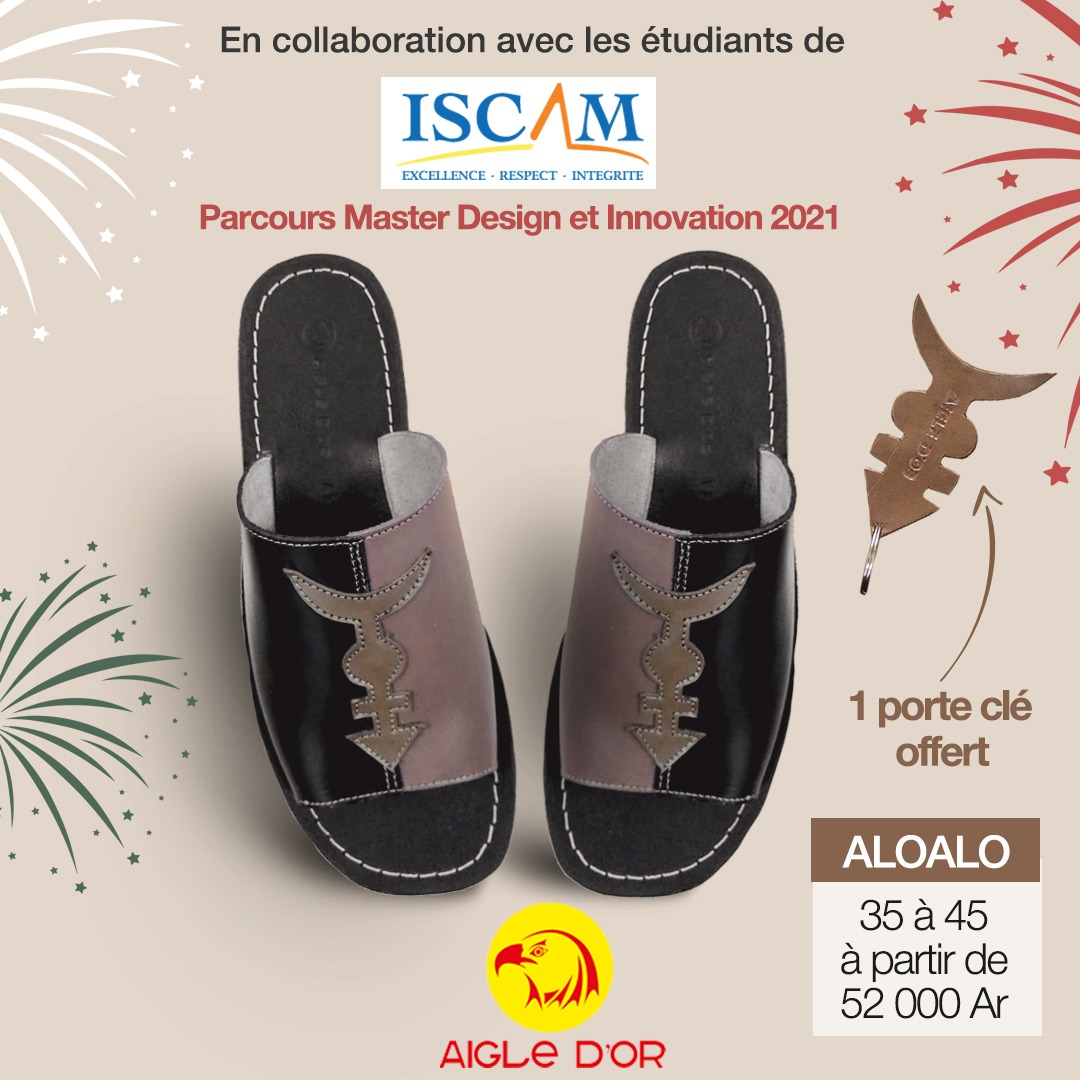 En collaboration avec les étudiants de
ISCAM
EXCELLENCE · RESPECT · INTEGRITE
Parcours Master Design et Innovation 2021
1 porte clé
offert
ALOALO
35 à 45
à partir de
52 000 Ar
AIGLE D'OR